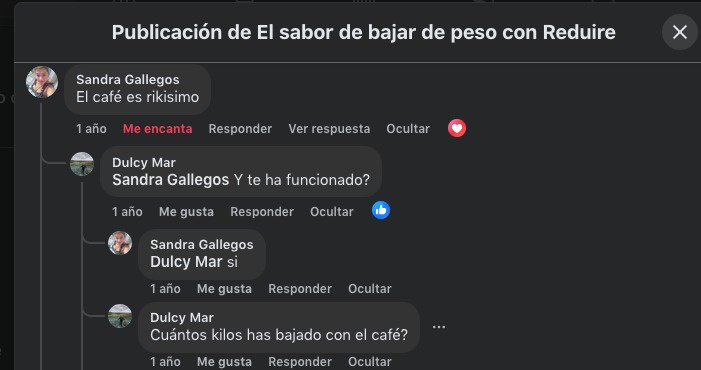 Publicación de El sabor de bajar de peso con Reduire
Sandra Gallegos
El café es rikisimo
1 año Me encanta Responder Ver respuesta Ocultar
Dulcy Mar
Sandra Gallegos Y te ha funcionado?
1 año Me gusta Responder Ocultar
Sandra Gallegos
Dulcy Mar si
1 año Me gusta Responder Ocultar
Dulcy Mar
Cuántos kilos has bajado con el café?
1 año Me gusta Responder Ocultar